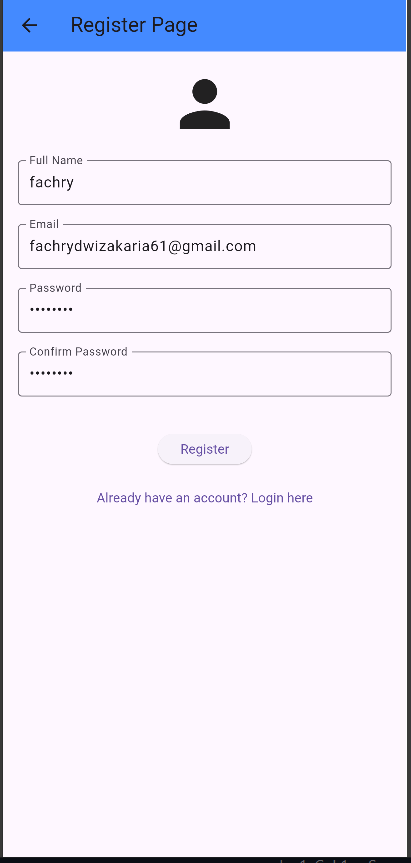 Register Page
Full Name
fachry
Email
fachrydwizakaria61@gmail.com
Password
••••••••
Confirm Password
••••••••
Register
Already have an account? Login here